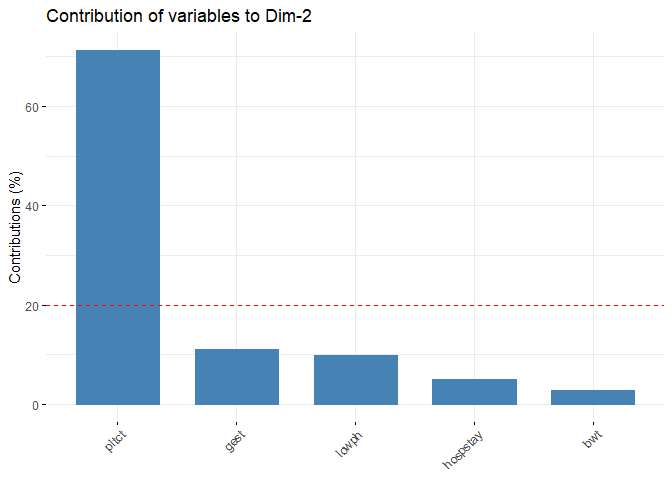 Contribution of variables to Dim-2
Contributions (%)
60
40
20
0
pltct
gest
lowph
hospstay
bwt